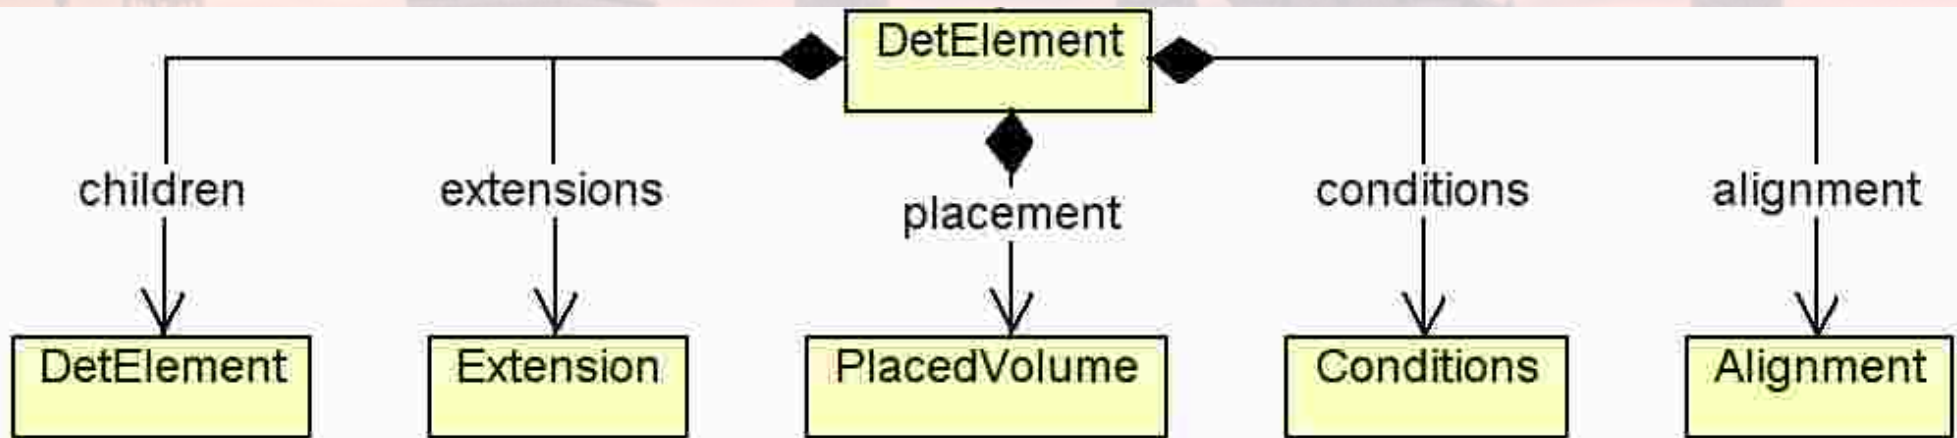 DetElement
children
extensions
placement
conditions
alignment
DetElement
Extension
PlacedVolume
Conditions
Alignment